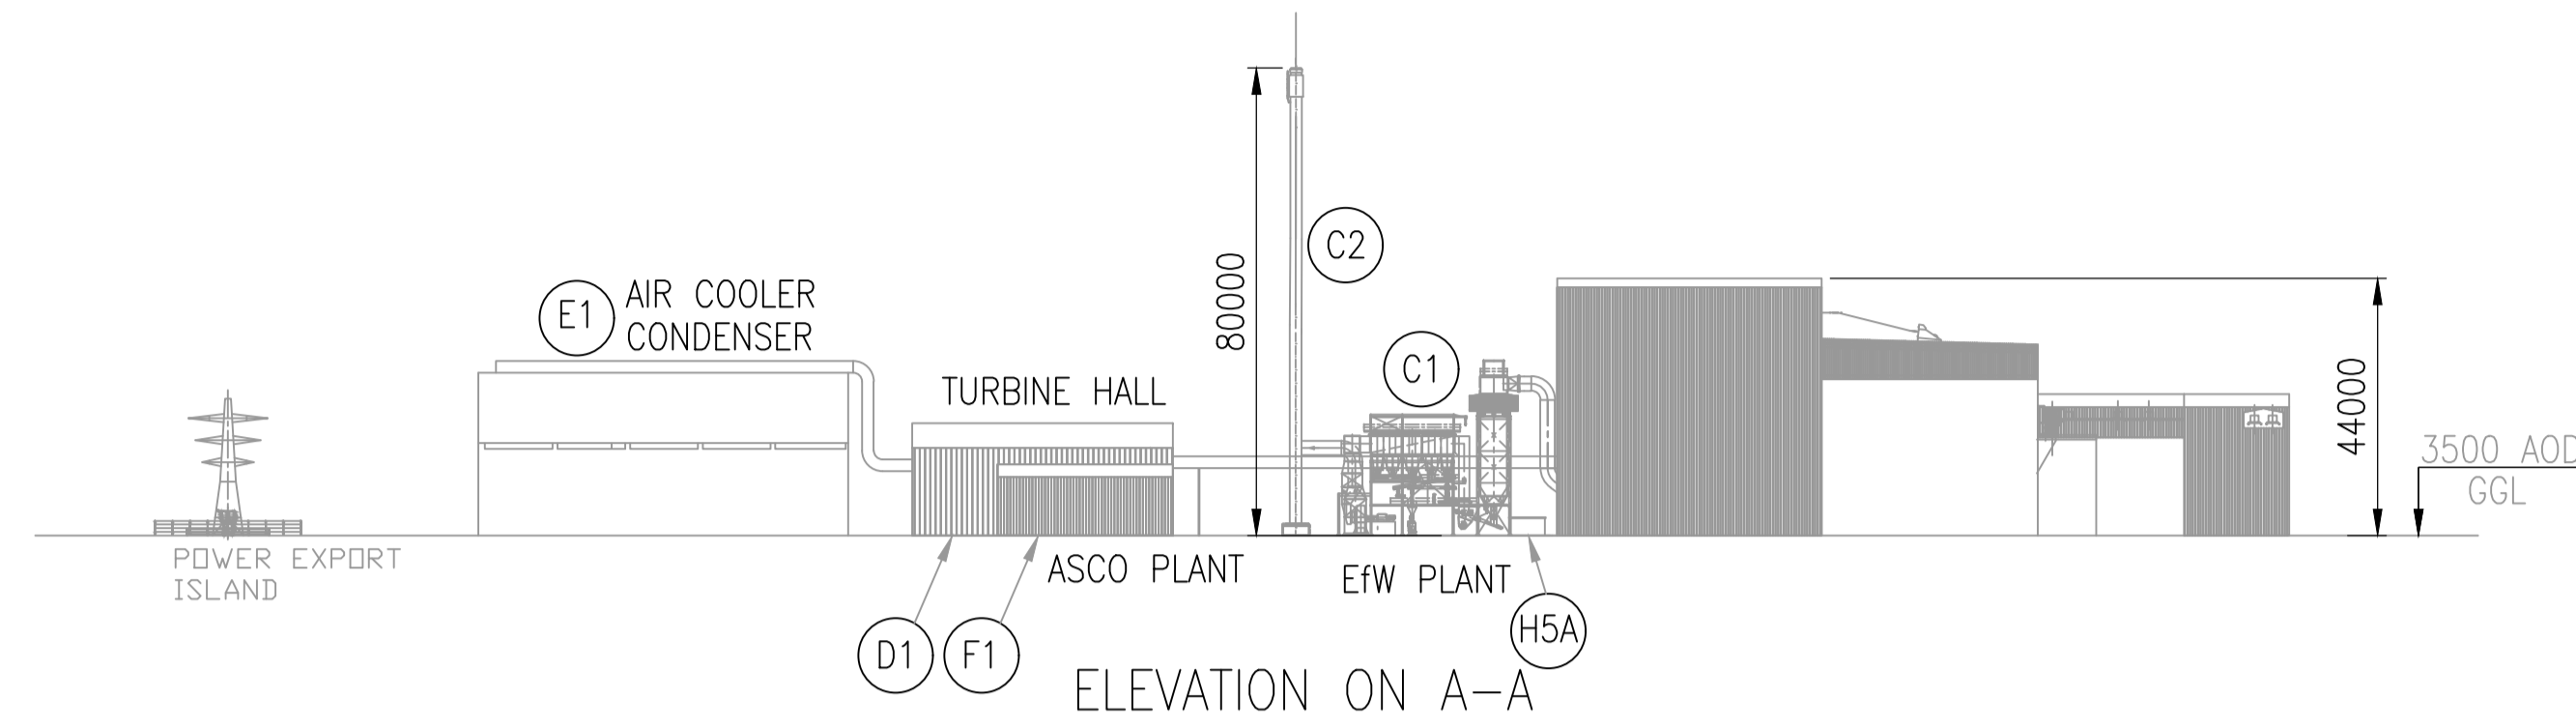 C2
80000
E1
AIR COOLER
CONDENSER
C1
TURBINE HALL
44000
3500 AOD
GGL
POWER EXPORT
ISLAND
ASCO PLANT
EfW PLANT
D1
F1
H5A
ELEVATION ON A-A